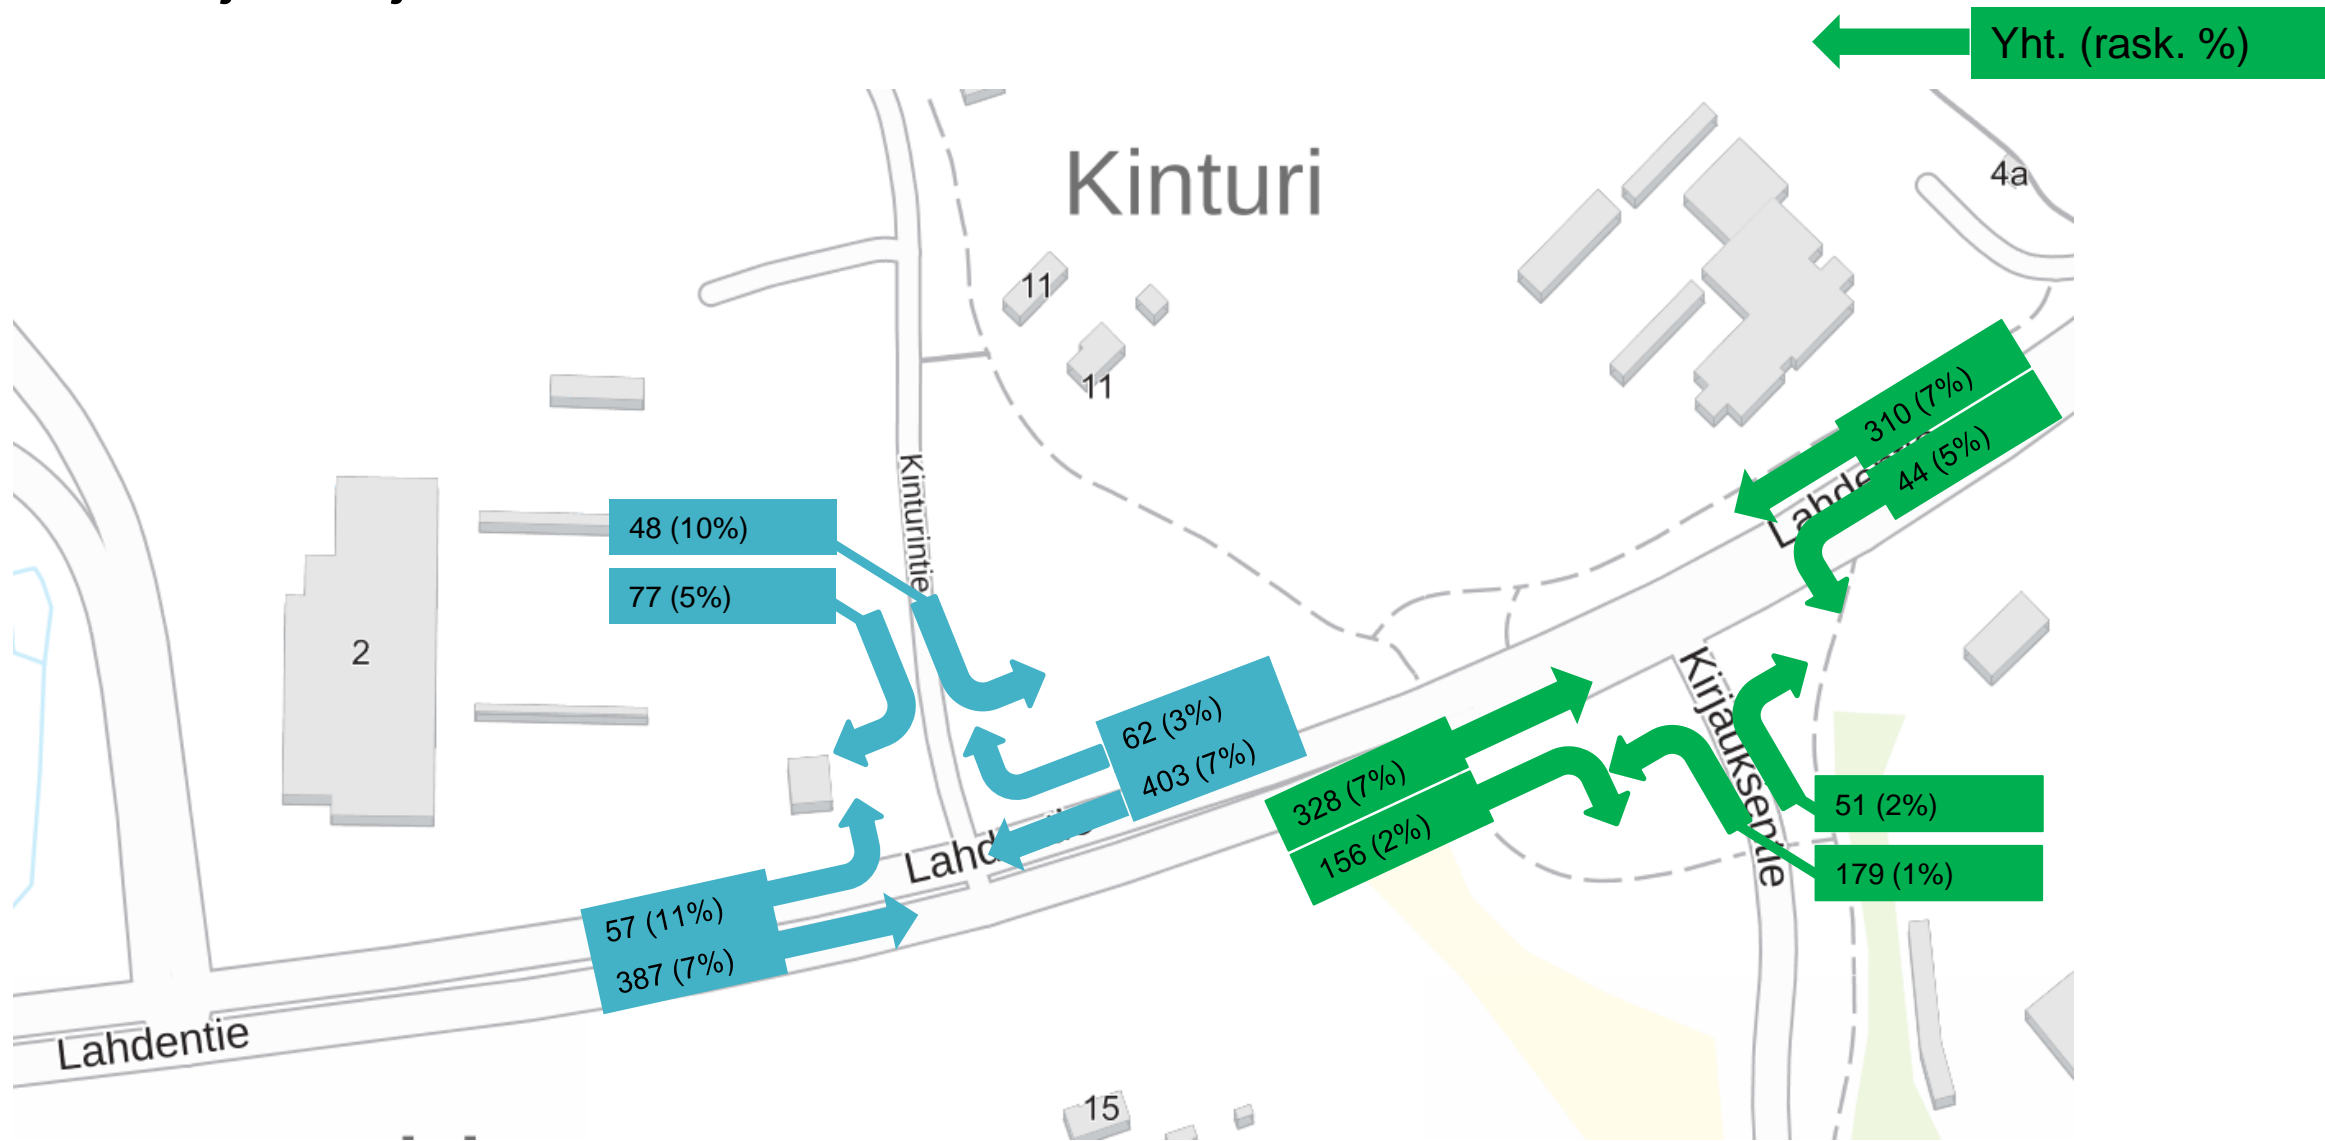 Yht. (rask. %)
Kinturi
4a
11
11
310 (7%)
44 (5%)
Kinturintie
48 (10%)
77 (5%)
2
62 (3%)
403 (7%)
Kirjauksentie
328 (7%)
156 (2%)
51 (2%)
179 (1%)
57 (11%)
387 (7%)
Lahdentie
15